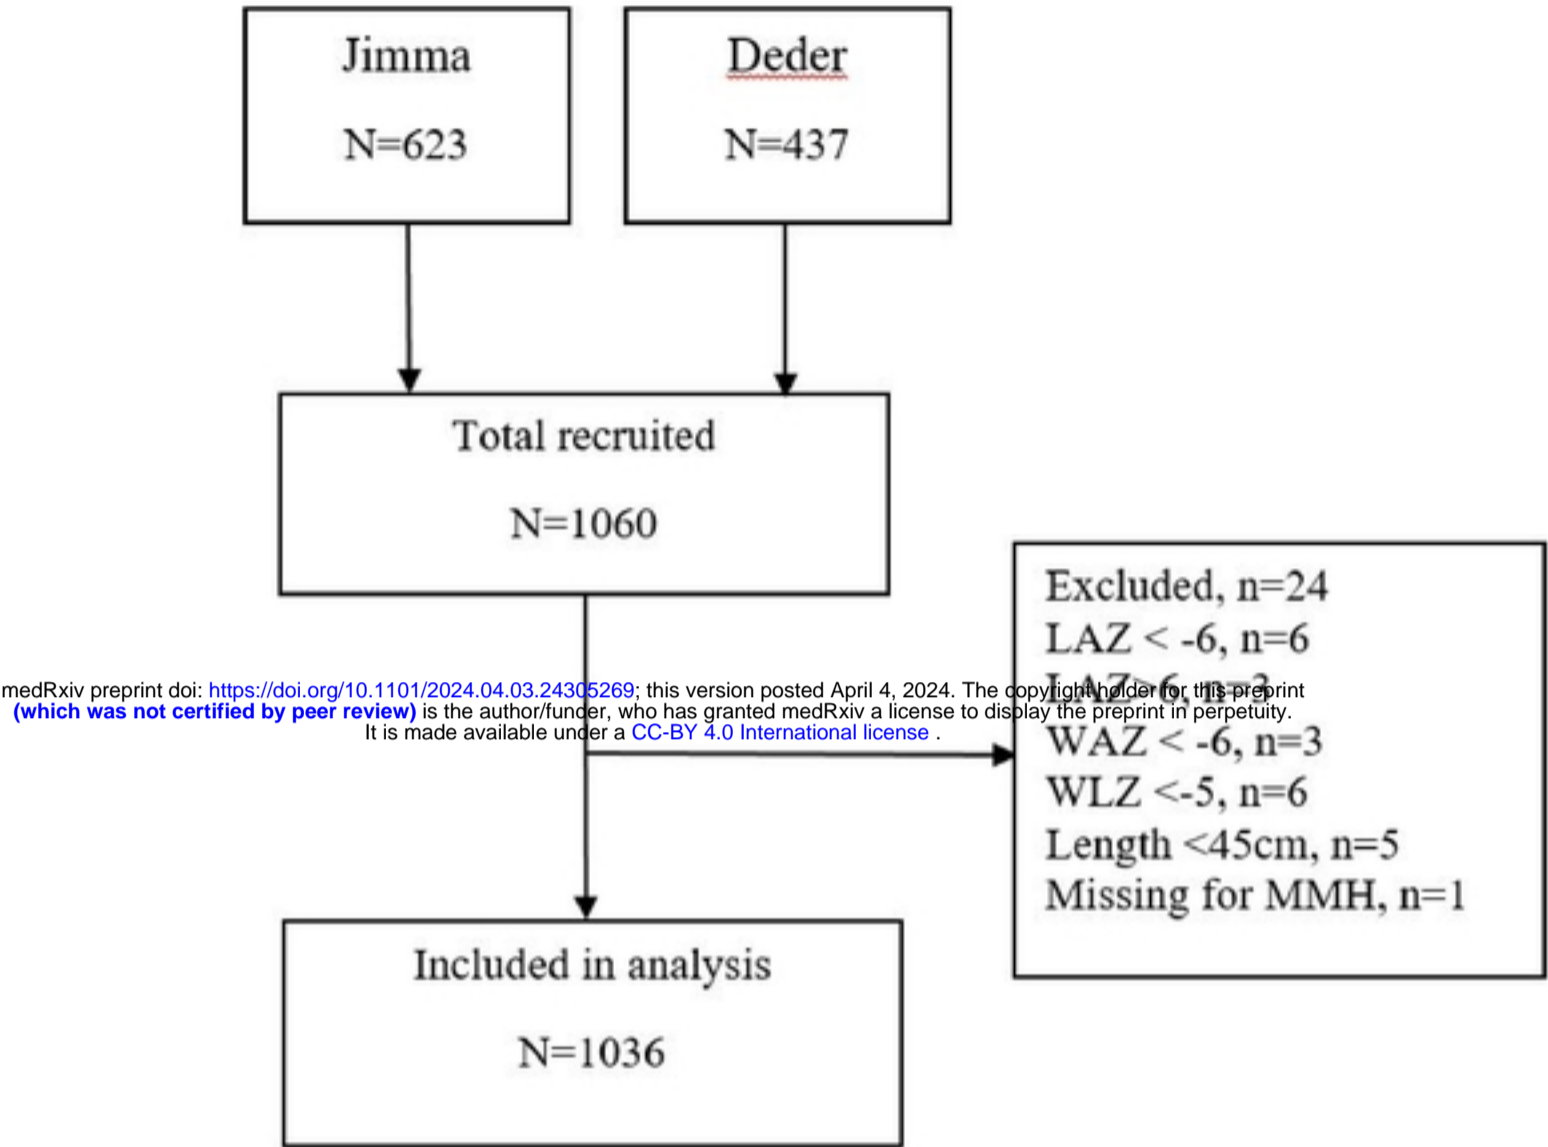 Jimma
N=623
Deder
N=437
Total recruited
N=1060
Excluded, n=24
LAZ < -6, n=6
LAZ>6, n=3
medRxiv preprint doi: https://doi.org/10.1101/2024.04.03.24305269; this version posted April 4, 2024. The copyright holder for this preprint
(which was not certified by peer review) is the author/funder, who has granted medRxiv a license to display the preprint in perpetuity.
It is made available under a CC-BY 4.0 International license .
WAZ < -6, n=3
WLZ <-5, n=6
Length <45cm, n=5
Missing for MMH, n=1
Included in analysis
N=1036